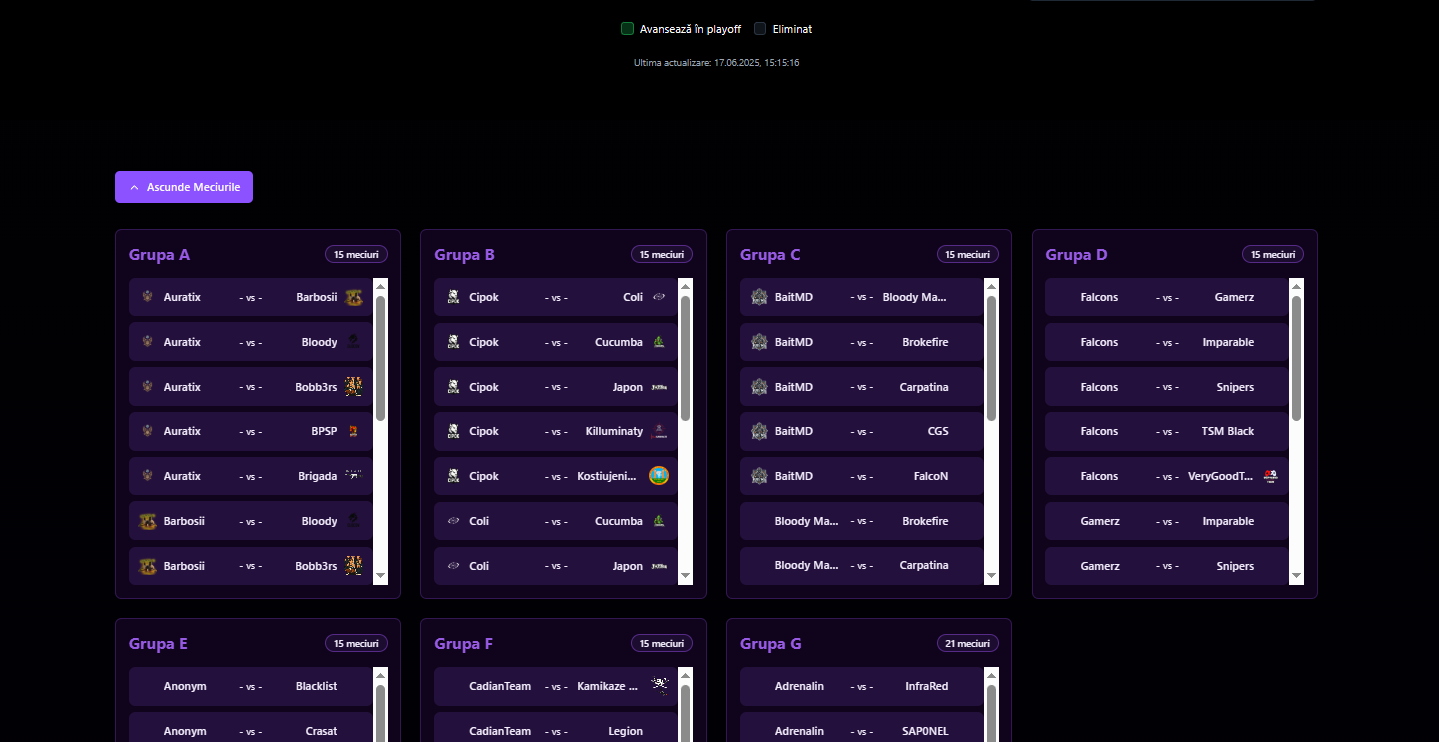 Avansează în playoff Eliminat
Ultima actualizare: 17.06.2025, 15:15:16
Ascunde Meciurile
Grupa A 15 meciuri
Auratix - vs - Barbosii
Auratix - vs - Bloody
Auratix - vs - Bobb3rs
Auratix - vs - BPSP
Auratix - vs - Brigada
Barbosii - vs - Bloody
Barbosii - vs - Bobb3rs
Grupa B 15 meciuri
Cipok - vs - Coli
Cipok - vs - Cucumba
Cipok - vs - Japon
Cipok - vs - Killuminaty
Cipok - vs - Kostiujeni...
Coli - vs - Cucumba
Coli - vs - Japon
Grupa C 15 meciuri
BaitMD - vs - Bloody Ma...
BaitMD - vs - Brokefire
BaitMD - vs - Carpatina
BaitMD - vs - CGS
BaitMD - vs - FalcoN
Bloody Ma... - vs - Brokefire
Bloody Ma... - vs - Carpatina
Grupa D 15 meciuri
Falcons - vs - Gamerz
Falcons - vs - Imparable
Falcons - vs - Snipers
Falcons - vs - TSM Black
Falcons - vs - VeryGoodT...
Gamerz - vs - Imparable
Gamerz - vs - Snipers
Grupa E 15 meciuri
Anonym - vs - Blacklist
Anonym - vs - Crasat
Grupa F 15 meciuri
CadianTeam - vs - Kamikaze ...
CadianTeam - vs - Legion
Grupa G 21 meciuri
Adrenalin - vs - InfraRed
Adrenalin - vs - SAP0NEL